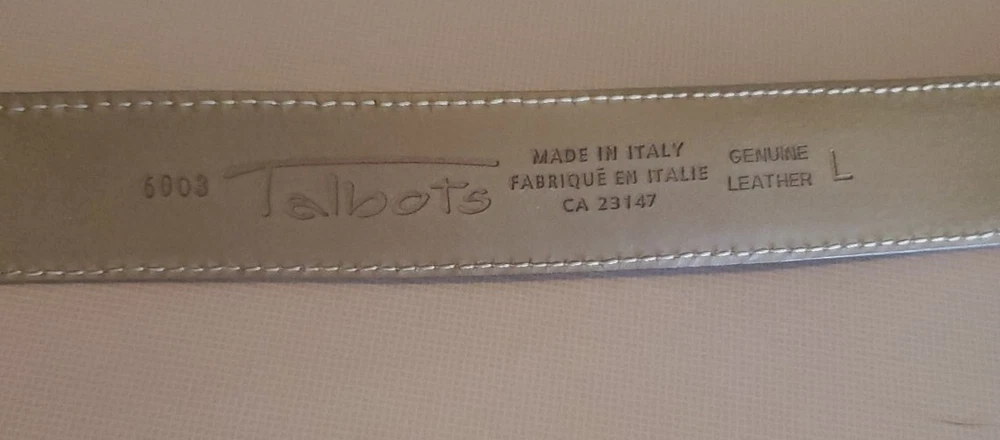 6003
Talbots
MADE IN ITALY
FABRIQUÉ EN ITALIE
CA 23147
GENUINE
LEATHER
L